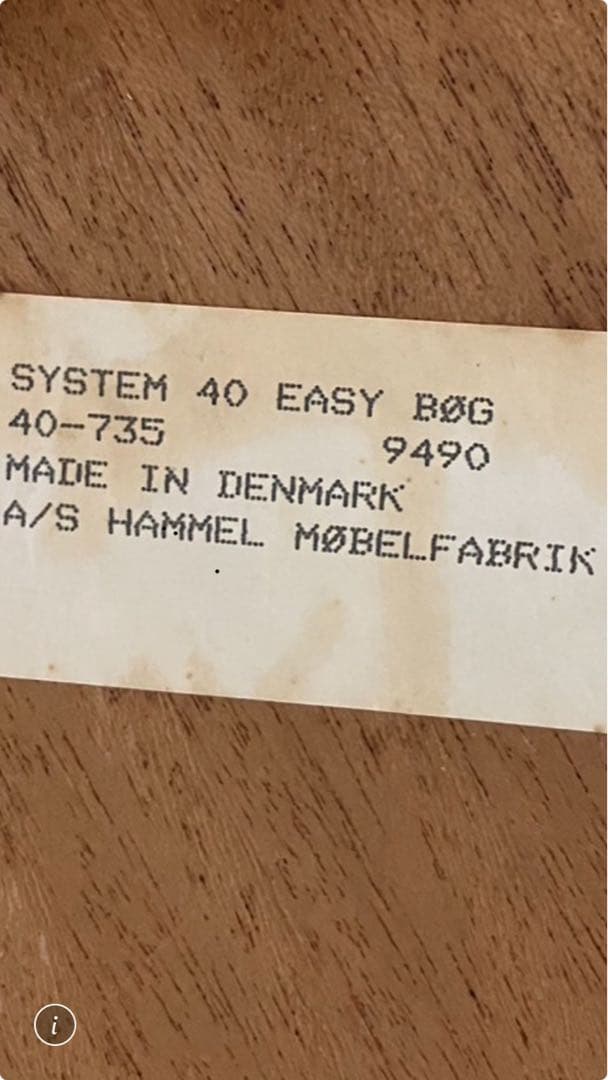 SYSTEM 40 EASY BØG
40-735 9490
MADE IN DENMARK
A/S HAMMEL MØBELFABRIK
i